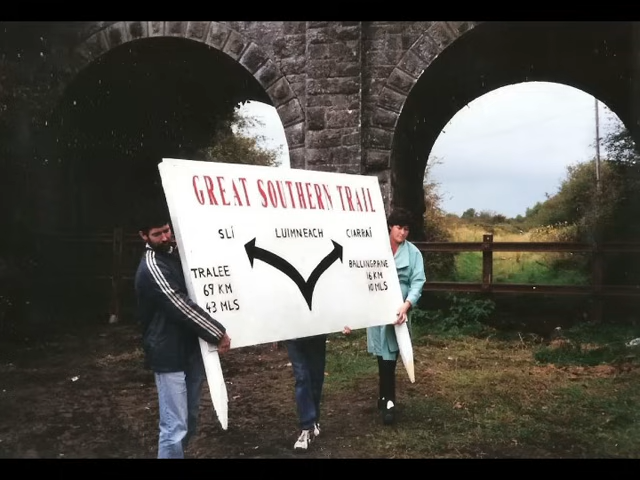 GREAT SOUTHERN TRAIL
SLÍ LUIMNEACH CIARRAÍ
TRALEE
69 KM
43 MLS
BALLINGRANE
16 KM
10 MLS